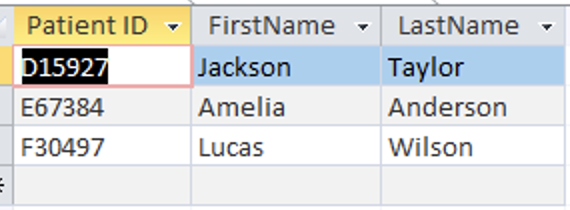 Patient ID FirstName LastName
D15927 Jackson Taylor
E67384 Amelia Anderson
F30497 Lucas Wilson
*